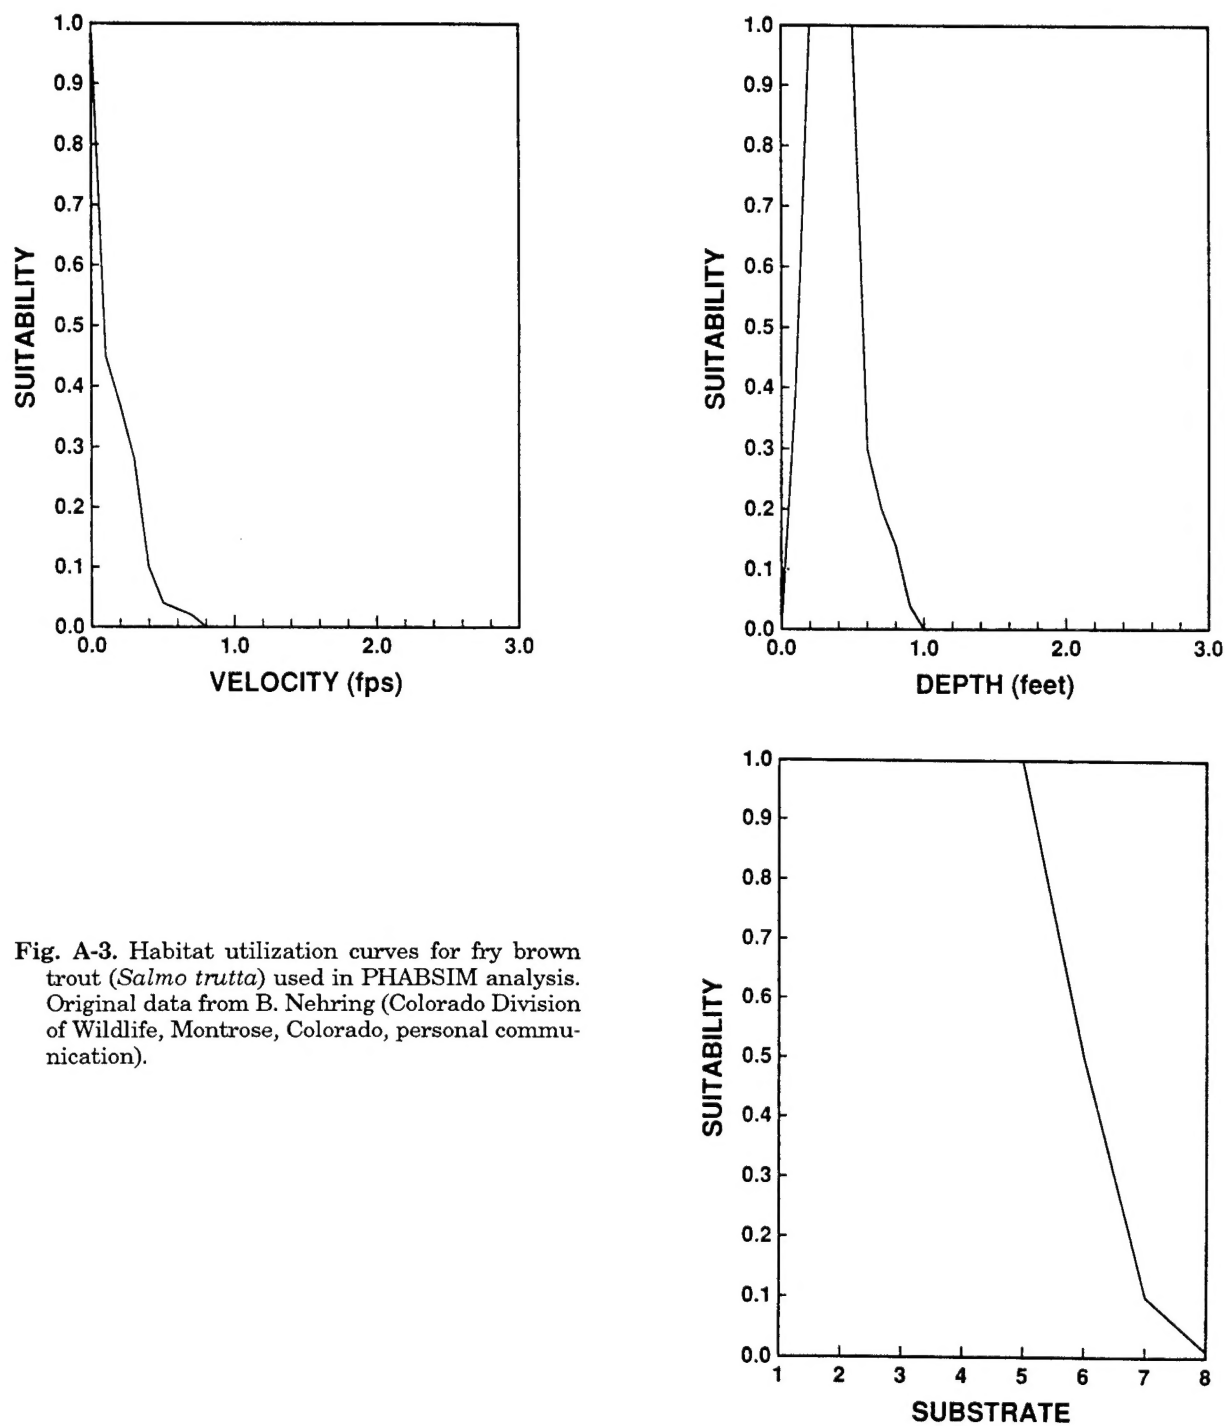 1.0
0.9
0.8
0.7
0.6
0.5
0.4
0.3
0.2
0.1
0.0
SUITABILITY
0.0 1.0 2.0 3.0
VELOCITY (fps)
1.0
0.9
0.8
0.7
0.6
0.5
0.4
0.3
0.2
0.1
0.0
SUITABILITY
0.0 1.0 2.0 3.0
DEPTH (feet)
Fig. A-3. Habitat utilization curves for fry brown
trout (Salmo trutta) used in PHABSIM analysis.
Original data from B. Nehring (Colorado Division
of Wildlife, Montrose, Colorado, personal commu-
nication).
1.0
0.9
0.8
0.7
0.6
0.5
0.4
0.3
0.2
0.1
0.0
SUITABILITY
1 2 3 4 5 6 7 8
SUBSTRATE